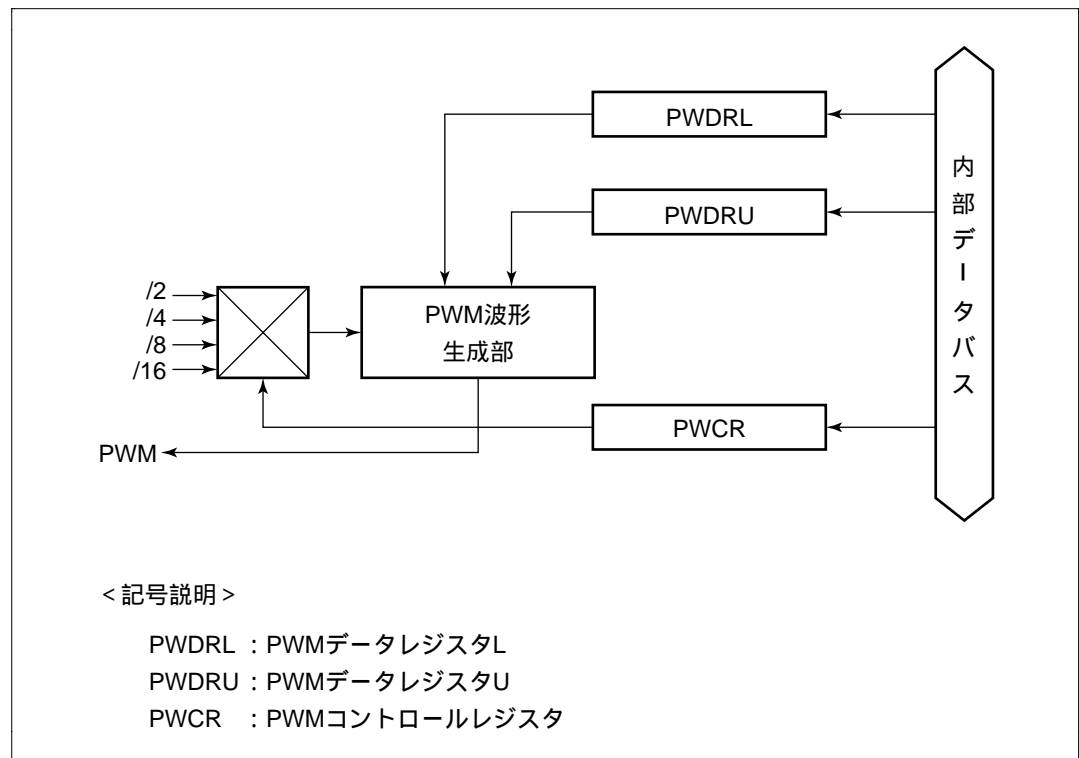 PWDRL
PWDRU
内部データバス
/2
/4
/8
/16
PWM波形
生成部
PWCR
PWM
<記号説明>
PWDRL :PWMデータレジスタL
PWDRU :PWMデータレジスタU
PWCR :PWMコントロールレジスタ